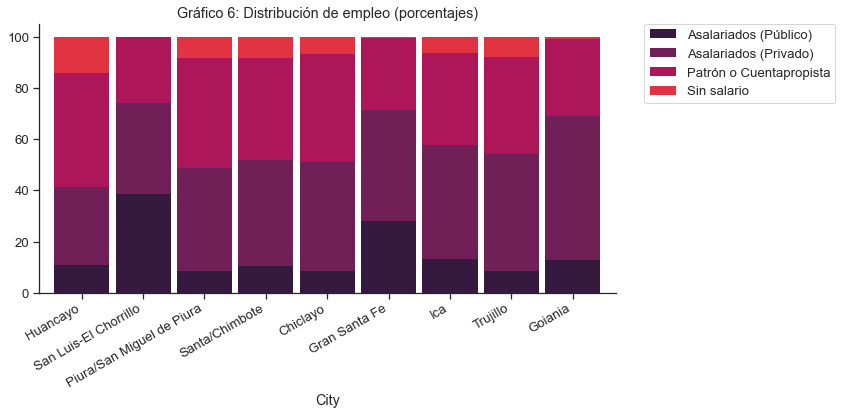 Gráfico 6: Distribución de empleo (porcentajes)
100
80
60
40
20
0
Huancayo
San Luis-El Chorrillo
Piura/San Miguel de Piura
Santa/Chimbote
Chiclayo
Gran Santa Fe
Ica
Trujillo
Goiania
City
Asalariados (Público)
Asalariados (Privado)
Patrón o Cuentapropista
Sin salario